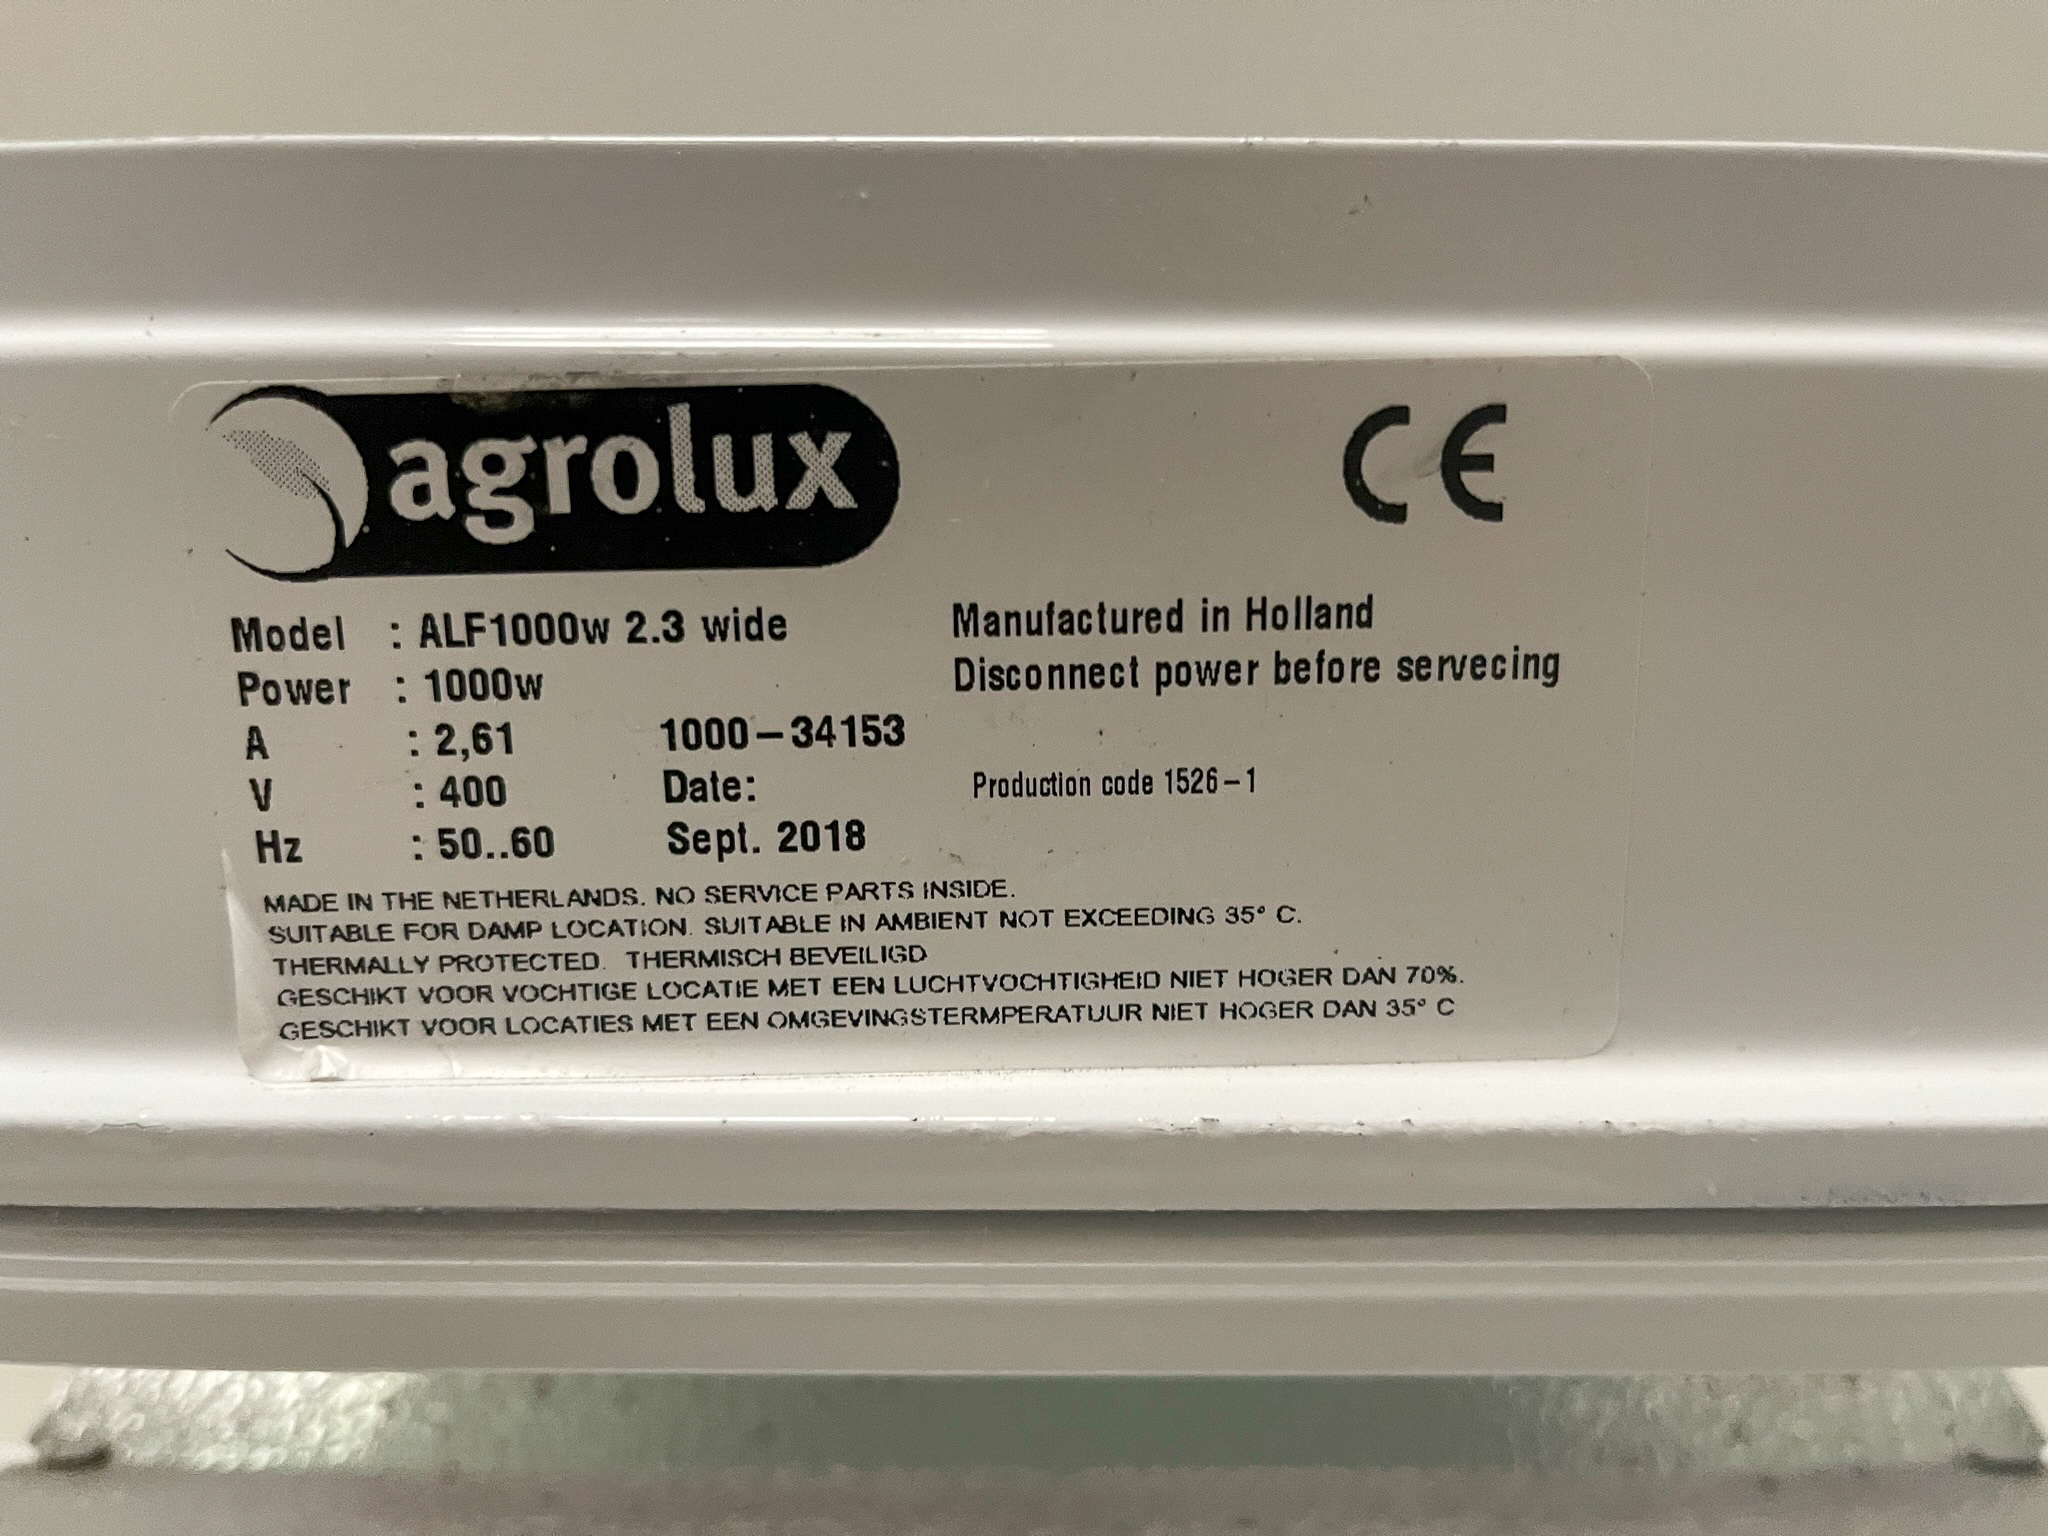 agrolux
CE
Model : ALF1000w 2.3 wide
Power : 1000w
A : 2,61
V : 400
Hz : 50..60
1000-34153
Date:
Sept. 2018
Manufactured in Holland
Disconnect power before servecing
Production code 1526-1
MADE IN THE NETHERLANDS. NO SERVICE PARTS INSIDE.
SUITABLE FOR DAMP LOCATION. SUITABLE IN AMBIENT NOT EXCEEDING 35° C.
THERMALLY PROTECTED. THERMISCH BEVEILIGD
GESCHIKT VOOR VOCHTIGE LOCATIE MET EEN LUCHTVOCHTIGHEID NIET HOGER DAN 70%.
GESCHIKT VOOR LOCATIES MET EEN OMGEVINGSTERMPERATUUR NIET HOGER DAN 35° C